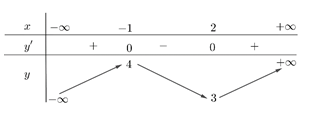 x −∞ −1 2 +∞
y′ + 0 − 0 +
y −∞ 4 3 +∞